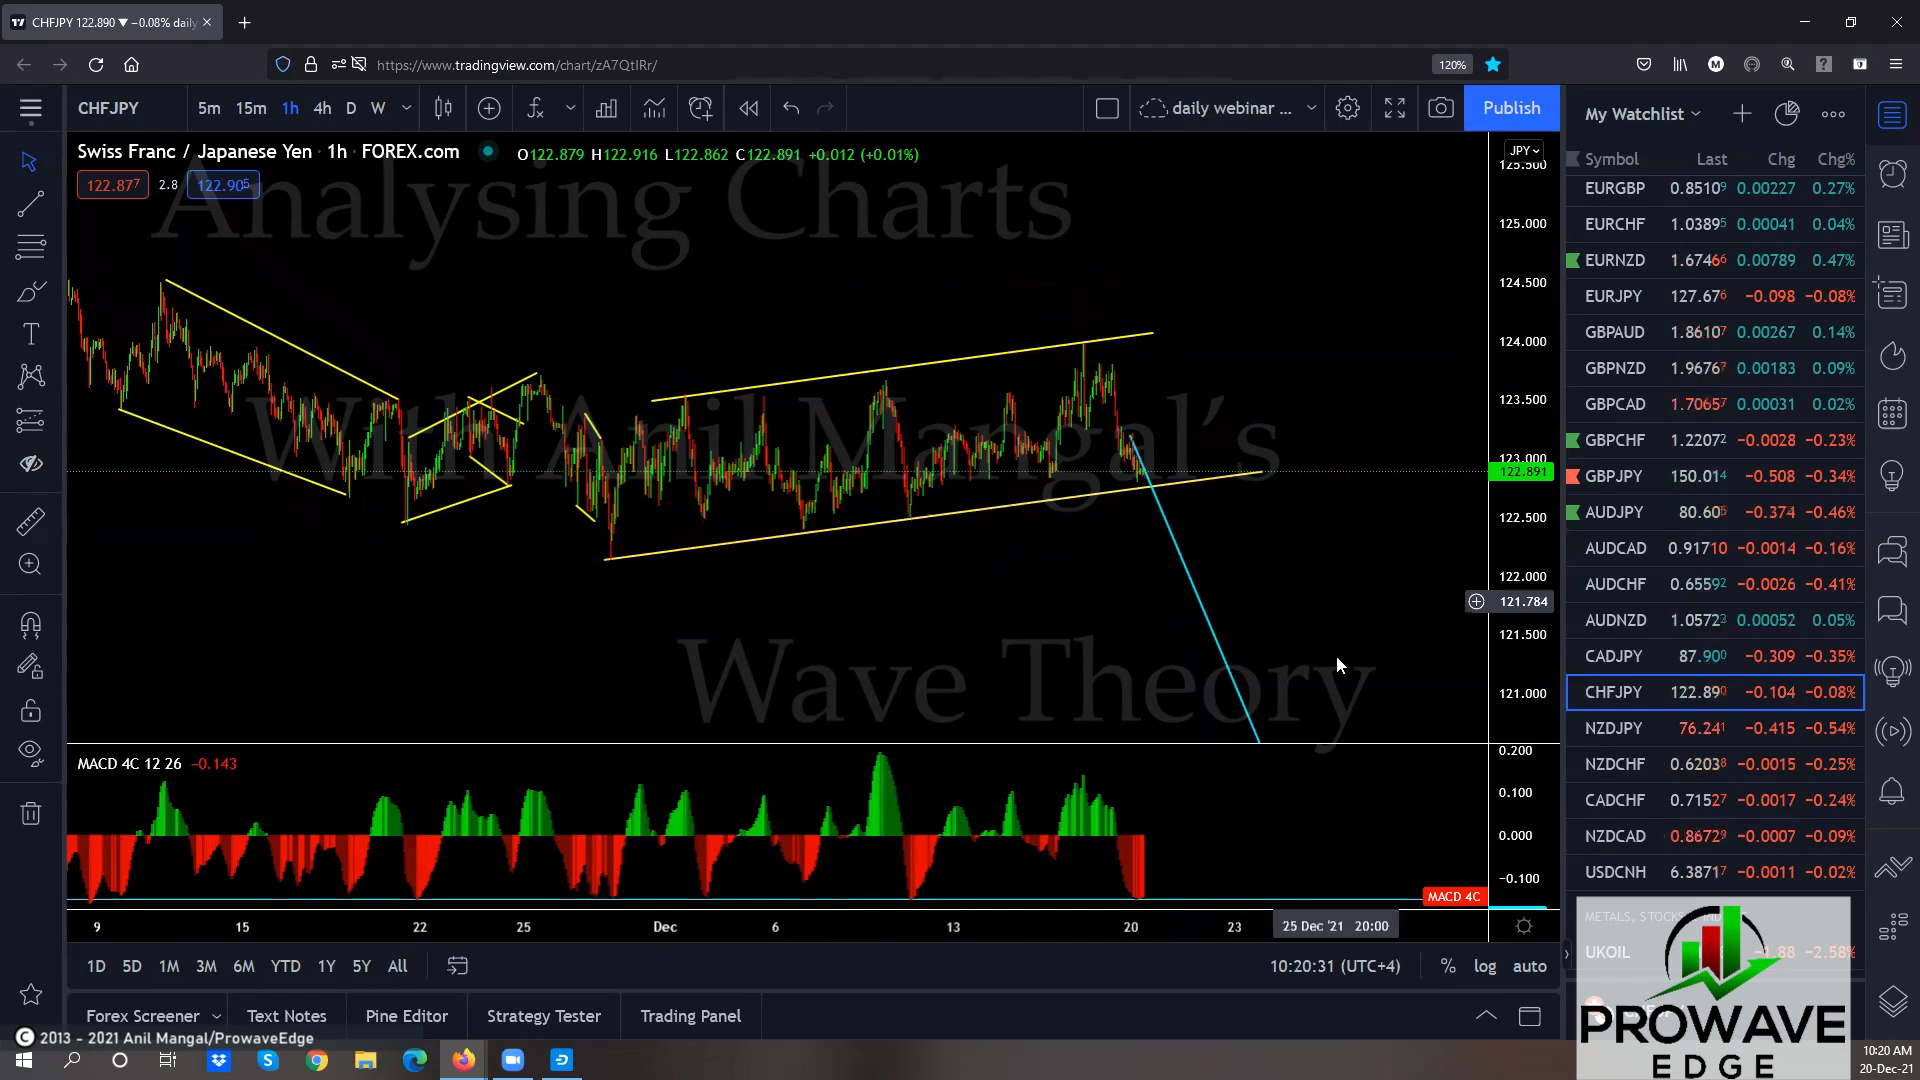 CHFJPY 122.890 ▼ −0.08% daily
https://www.tradingview.com/chart/zA7QtIRr/
120%
CHFJPY 5m 15m 1h 4h D W daily webinar ... Publish
My Watchlist
Swiss Franc / Japanese Yen · 1h · FOREX.com O122.879 H122.916 L122.862 C122.891 +0.012 (+0.01%)
122.877 2.8 122.905
JPY
Analysing Charts
With Anil Mangal's
Wave Theory
125.500
125.000
124.500
124.000
123.500
123.000
122.891
122.500
122.000
121.784
121.500
121.000
MACD 4C 12 26 −0.143
0.200
0.100
0.000
−0.100
MACD 4C
9 15 22 25 Dec 6 13 20 23 25 Dec '21 20:00
1D 5D 1M 3M 6M YTD 1Y 5Y All
10:20:31 (UTC+4) % log auto
Forex Screener Text Notes Pine Editor Strategy Tester Trading Panel
© 2013 - 2021 Anil Mangal/ProwaveEdge
Symbol Last Chg Chg%
EURGBP 0.85109 0.00227 0.27%
EURCHF 1.03895 0.00041 0.04%
EURNZD 1.67466 0.00789 0.47%
EURJPY 127.676 −0.098 −0.08%
GBPAUD 1.86107 0.00267 0.14%
GBPNZD 1.96767 0.00183 0.09%
GBPCAD 1.70657 0.00031 0.02%
GBPCHF 1.22072 −0.0028 −0.23%
GBPJPY 150.014 −0.508 −0.34%
AUDJPY 80.605 −0.374 −0.46%
AUDCAD 0.91710 −0.0014 −0.16%
AUDCHF 0.65592 −0.0026 −0.41%
AUDNZD 1.05722 0.00052 0.05%
CADJPY 87.900 −0.309 −0.35%
CHFJPY 122.890 −0.104 −0.08%
NZDJPY 76.241 −0.415 −0.54%
NZDCHF 0.62038 −0.0015 −0.25%
CADCHF 0.71527 −0.0017 −0.24%
NZDCAD 0.86729 −0.0007 −0.09%
USDCNH 6.38717 −0.0011 −0.02%
METALS, STOCKS
UKOIL −1.88 −2.58%
PROWAVE
EDGE
10:20 AM
20-Dec-21